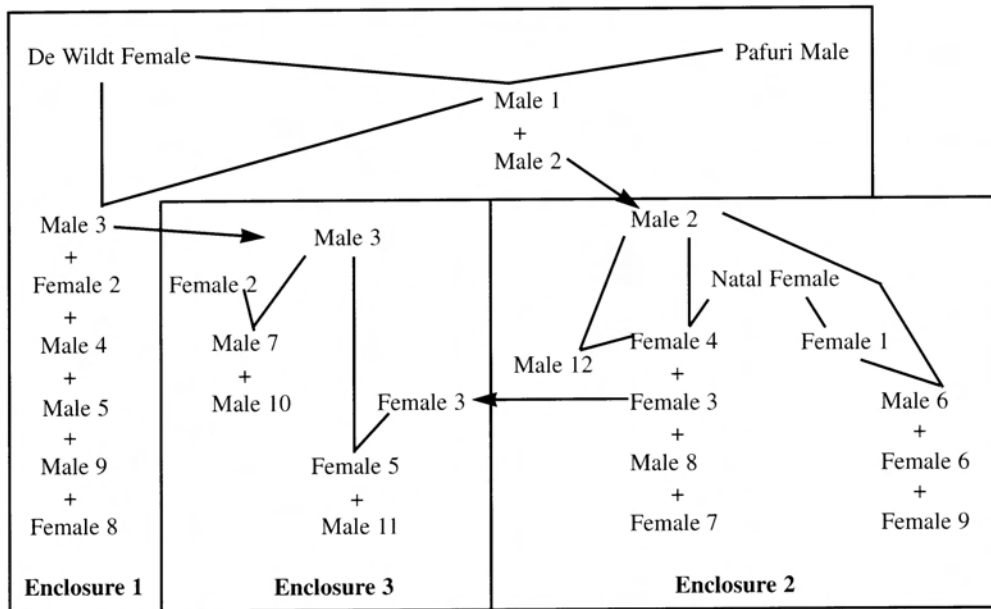 De Wildt Female
Pafuri Male
Male 1
+
Male 2
Male 3
+
Female 2
+
Male 4
+
Male 5
+
Male 9
+
Female 8
Enclosure 1
Male 3
Female 2
Male 7
+
Male 10
Female 3
Female 5
+
Male 11
Enclosure 3
Male 2
Natal Female
Female 1
Male 12
Female 4
+
Female 3
+
Male 8
+
Female 7
Male 6
+
Female 6
+
Female 9
Enclosure 2